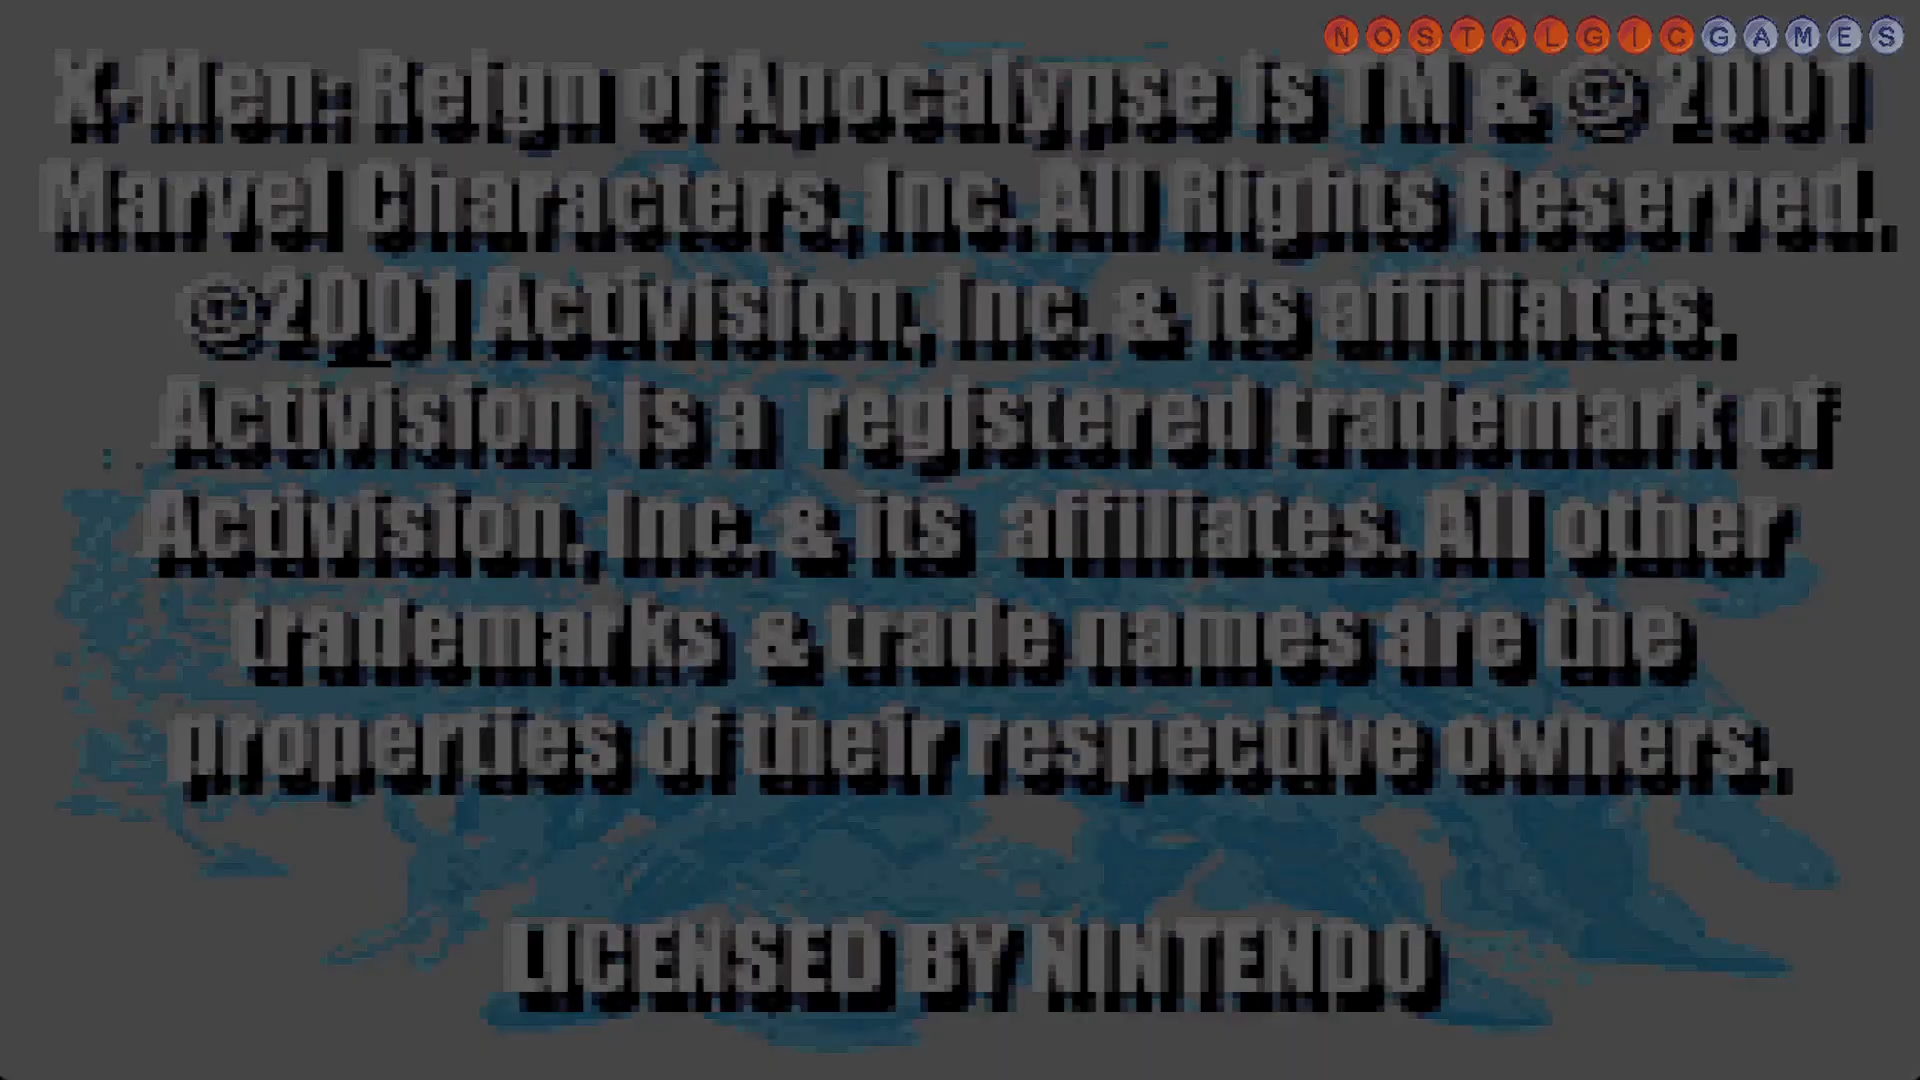 NOSTALGICGAMES
X-Men: Reign of Apocalypse is TM & © 2001
Marvel Characters, Inc. All Rights Reserved.
©2001 Activision, Inc. & its affiliates.
Activision is a registered trademark of
Activision, Inc. & its affiliates. All other
trademarks & trade names are the
properties of their respective owners.
LICENSED BY NINTENDO